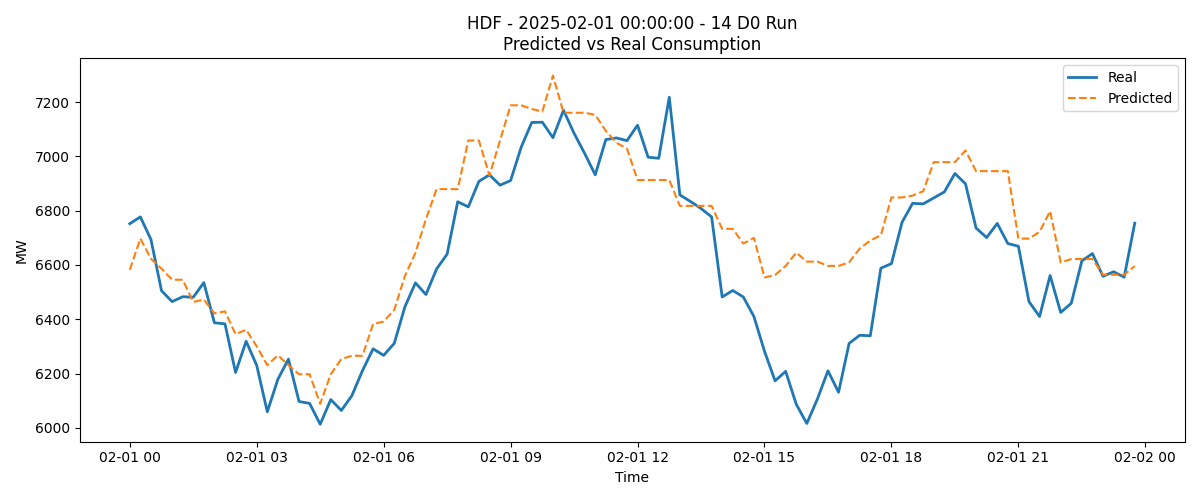 HDF - 2025-02-01 00:00:00 - 14 D0 Run
Predicted vs Real Consumption
Real
Predicted
7200
7000
6800
6600
6400
6200
6000
MW
02-01 00
02-01 03
02-01 06
02-01 09
02-01 12
02-01 15
02-01 18
02-01 21
02-02 00
Time